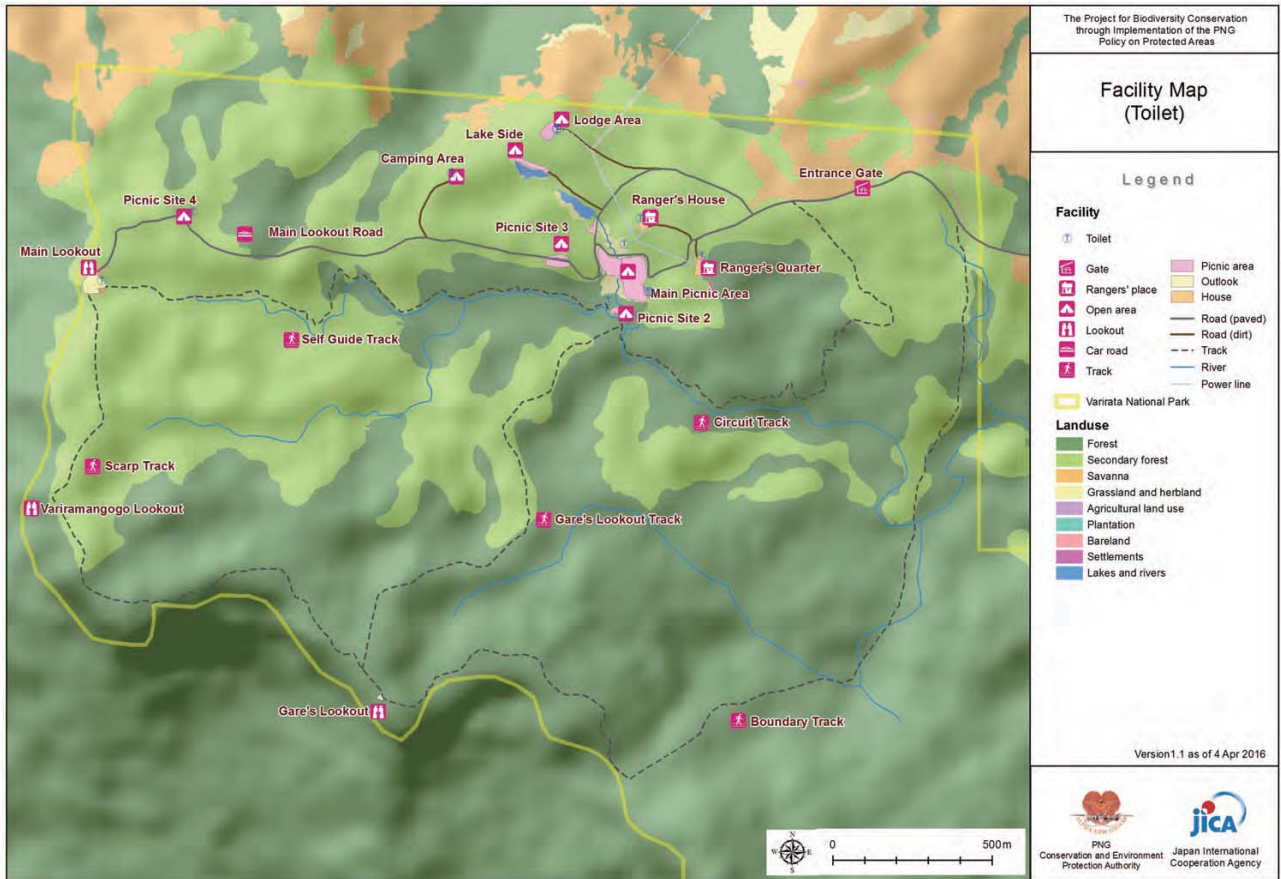 The Project for Biodiversity Conservation
through Implementation of the PNG
Policy on Protected Areas
Facility Map
(Toilet)
Legend
Facility
Toilet
Gate
Rangers' place
Open area
Lookout
Car road
Track
Picnic area
Outlook
House
Road (paved)
Road (dirt)
Track
River
Power line
Varirata National Park
Landuse
Forest
Secondary forest
Savanna
Grassland and herbland
Agricultural land use
Plantation
Bareland
Settlements
Lakes and rivers
Version1.1 as of 4 Apr 2016
PAPUA NEW GUINEA
PNG
Conservation and Environment
Protection Authority
jICA
Japan International
Cooperation Agency
Lodge Area
Lake Side
Camping Area
Entrance Gate
Picnic Site 4
Ranger's House
Main Lookout Road
Picnic Site 3
Main Lookout
Ranger's Quarter
Main Picnic Area
Picnic Site 2
Self Guide Track
Circuit Track
Scarp Track
Variramangogo Lookout
Gare's Lookout Track
Gare's Lookout
Boundary Track
N
W
E
S
0
500m